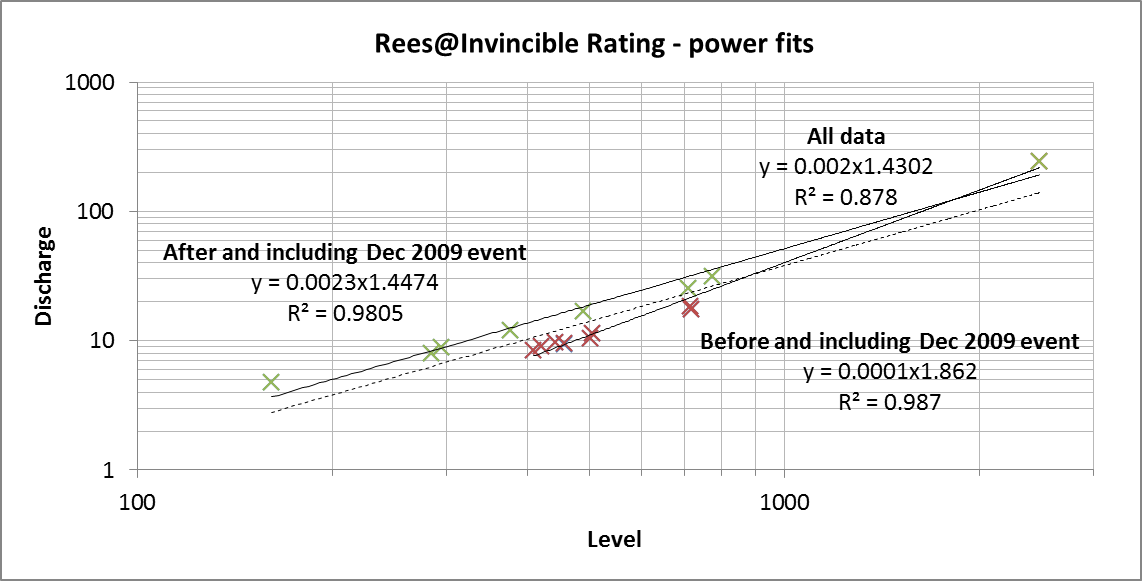 Rees@Invincible Rating - power fits
1000
All data
y = 0.002x1.4302
R² = 0.878
100
After and including Dec 2009 event
y = 0.0023x1.4474
R² = 0.9805
Discharge
10
Before and including Dec 2009 event
y = 0.0001x1.862
R² = 0.987
1
100
1000
Level